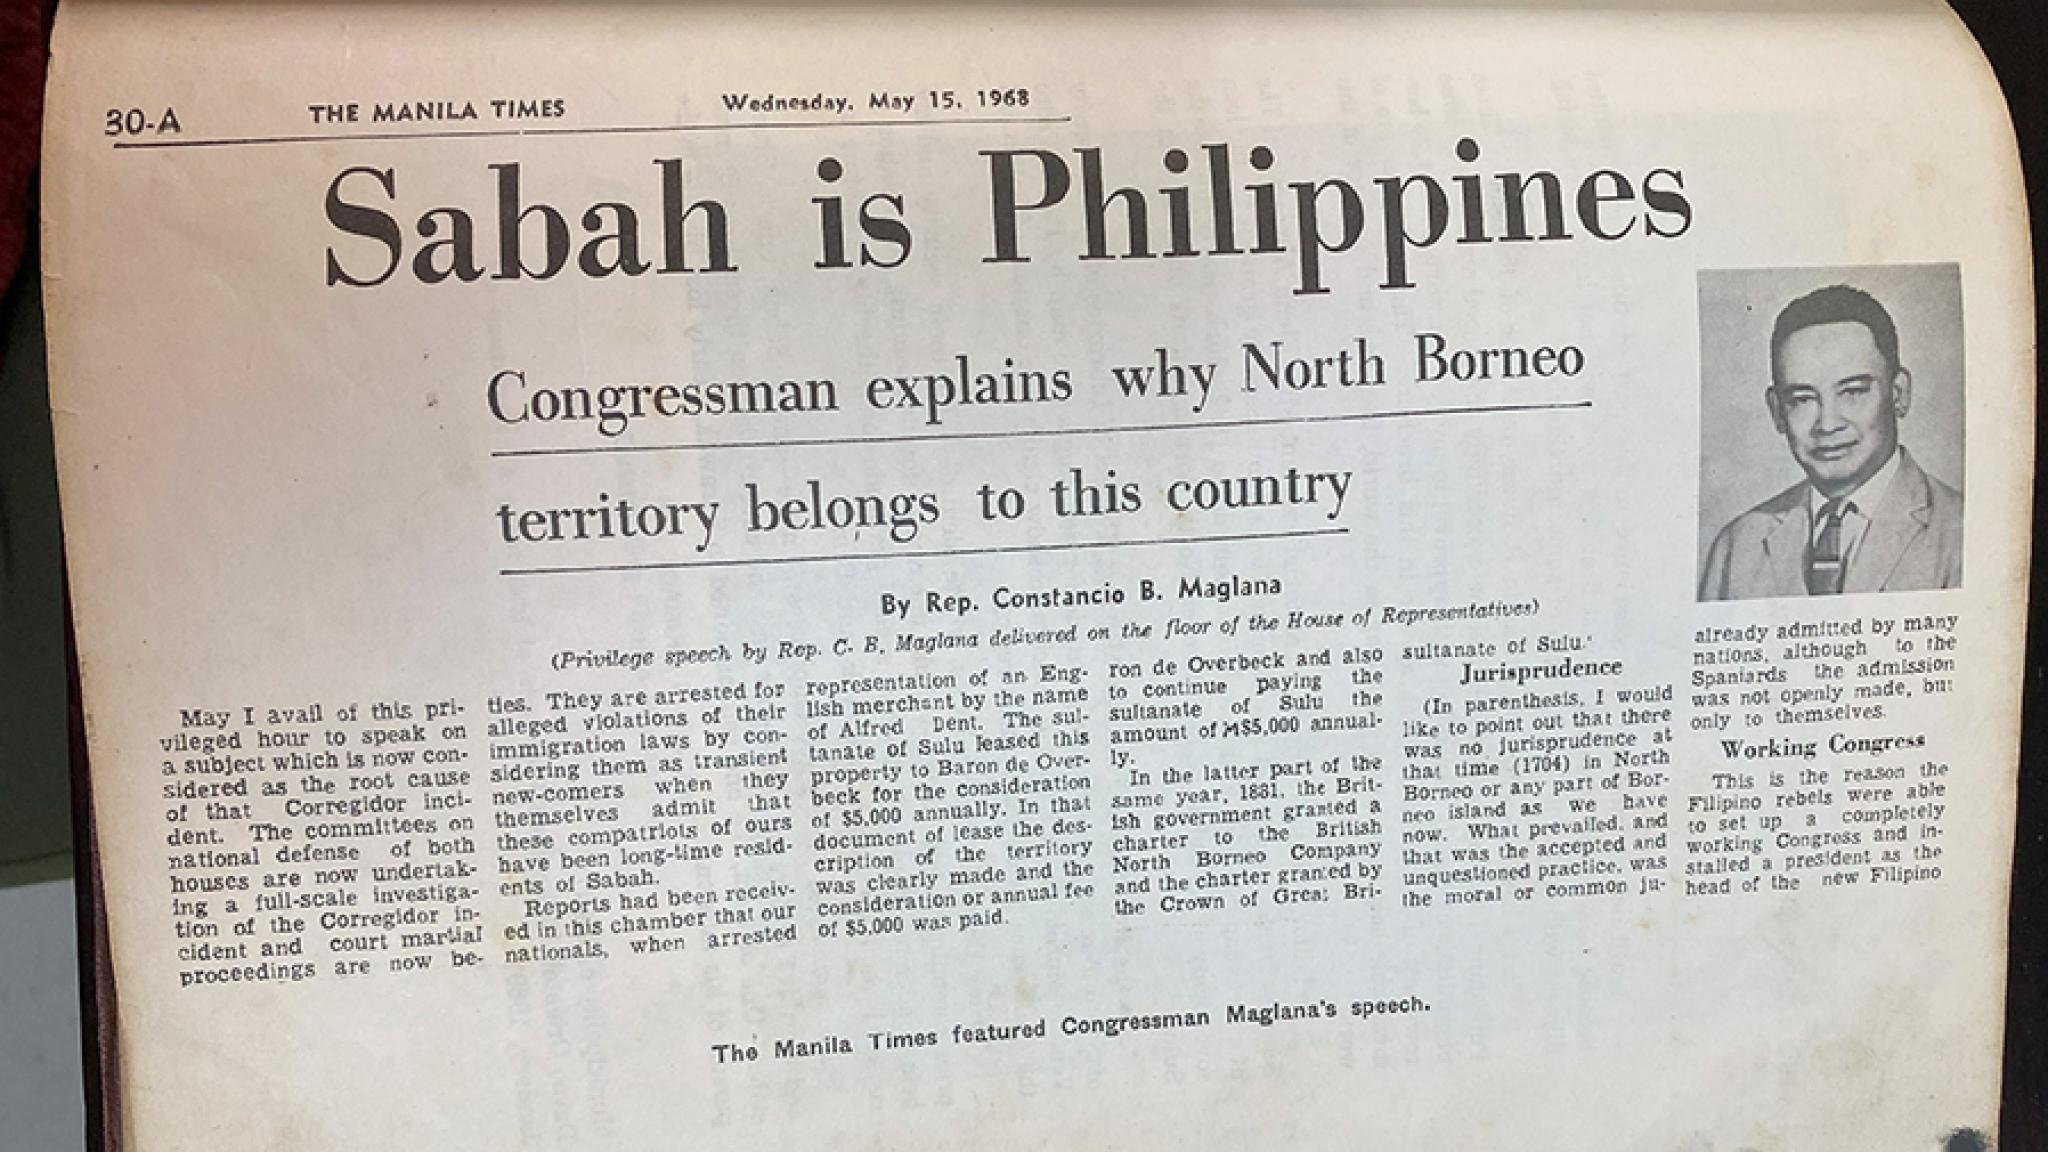 30-A THE MANILA TIMES Wednesday, May 15, 1968
Sabah is Philippines
Congressman explains why North Borneo
territory belongs to this country
By Rep. Constancio B. Maglana
(Privilege speech by Rep. C. B. Maglana delivered on the floor of the House of Representatives)
May I avail of this pri-
vileged hour to speak on
a subject which is now con-
sidered as the root cause
of that Corregidor inci-
dent. The committees on
national defense of both
houses are now undertak-
ing a full-scale investiga-
tion of the Corregidor in-
cident and court martial
proceedings are now be-
ties. They are arrested for
alleged violations of their
immigration laws by con-
sidering them as transient
new-comers when they
themselves admit that
these compatriots of ours
have been long-time resid-
ents of Sabah.
Reports had been receiv-
ed in this chamber that our
nationals, when arrested
representation of an Eng-
lish merchant by the name
of Alfred Dent. The sul-
tanate of Sulu leased this
property to Baron de Over-
beck for the consideration
of $5,000 annually. In that
document of lease the des-
cription of the territory
was clearly made and the
consideration or annual fee
of $5,000 was paid.
ron de Overbeck and also
to continue paying the
sultanate of Sulu the
amount of M$5,000 annual-
ly.
In the latter part of the
same year, 1881, the Brit-
ish government granted a
charter to the British
North Borneo Company
and the charter granted by
the Crown of Great Bri-
sultanate of Sulu.'
Jurisprudence
(In parenthesis, I would
like to point out that there
was no jurisprudence at
that time (1704) in North
Borneo or any part of Bor-
neo island as we have
now. What prevailed, and
that was the accepted and
unquestioned practice, was
the moral or common ju-
already admitted by many
nations, although to the
Spaniards the admission
was not openly made, but
only to themselves.
Working Congress
This is the reason the
Filipino rebels were able
to set up a completely
working Congress and in-
stalled a president as the
head of the new Filipino
The Manila Times featured Congressman Maglana's speech.